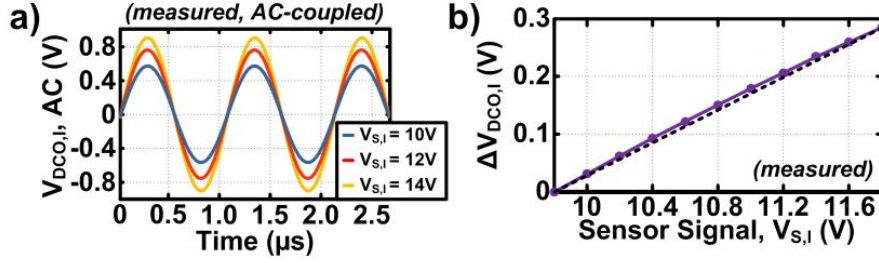 a)
(measured, AC-coupled)
V_DCO,I, AC (V)
0.8
0.4
0
-0.4
-0.8
V_S,I = 10V
V_S,I = 12V
V_S,I = 14V
0 0.5 1.0 1.5 2.0 2.5
Time (µs)
b)
ΔV_DCO,I (V)
0.3
0.2
0.1
0
(measured)
10 10.4 10.8 11.2 11.6
Sensor Signal, V_S,I (V)